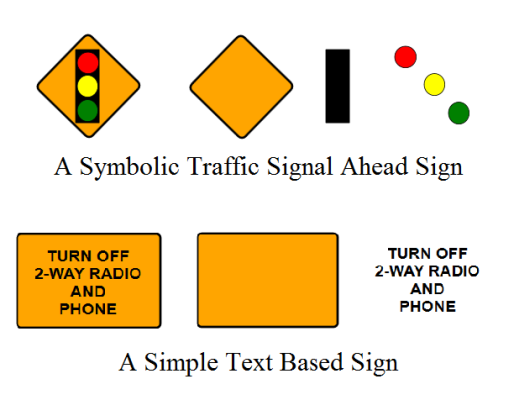 A Symbolic Traffic Signal Ahead Sign
TURN OFF
2-WAY RADIO
AND
PHONE
TURN OFF
2-WAY RADIO
AND
PHONE
A Simple Text Based Sign